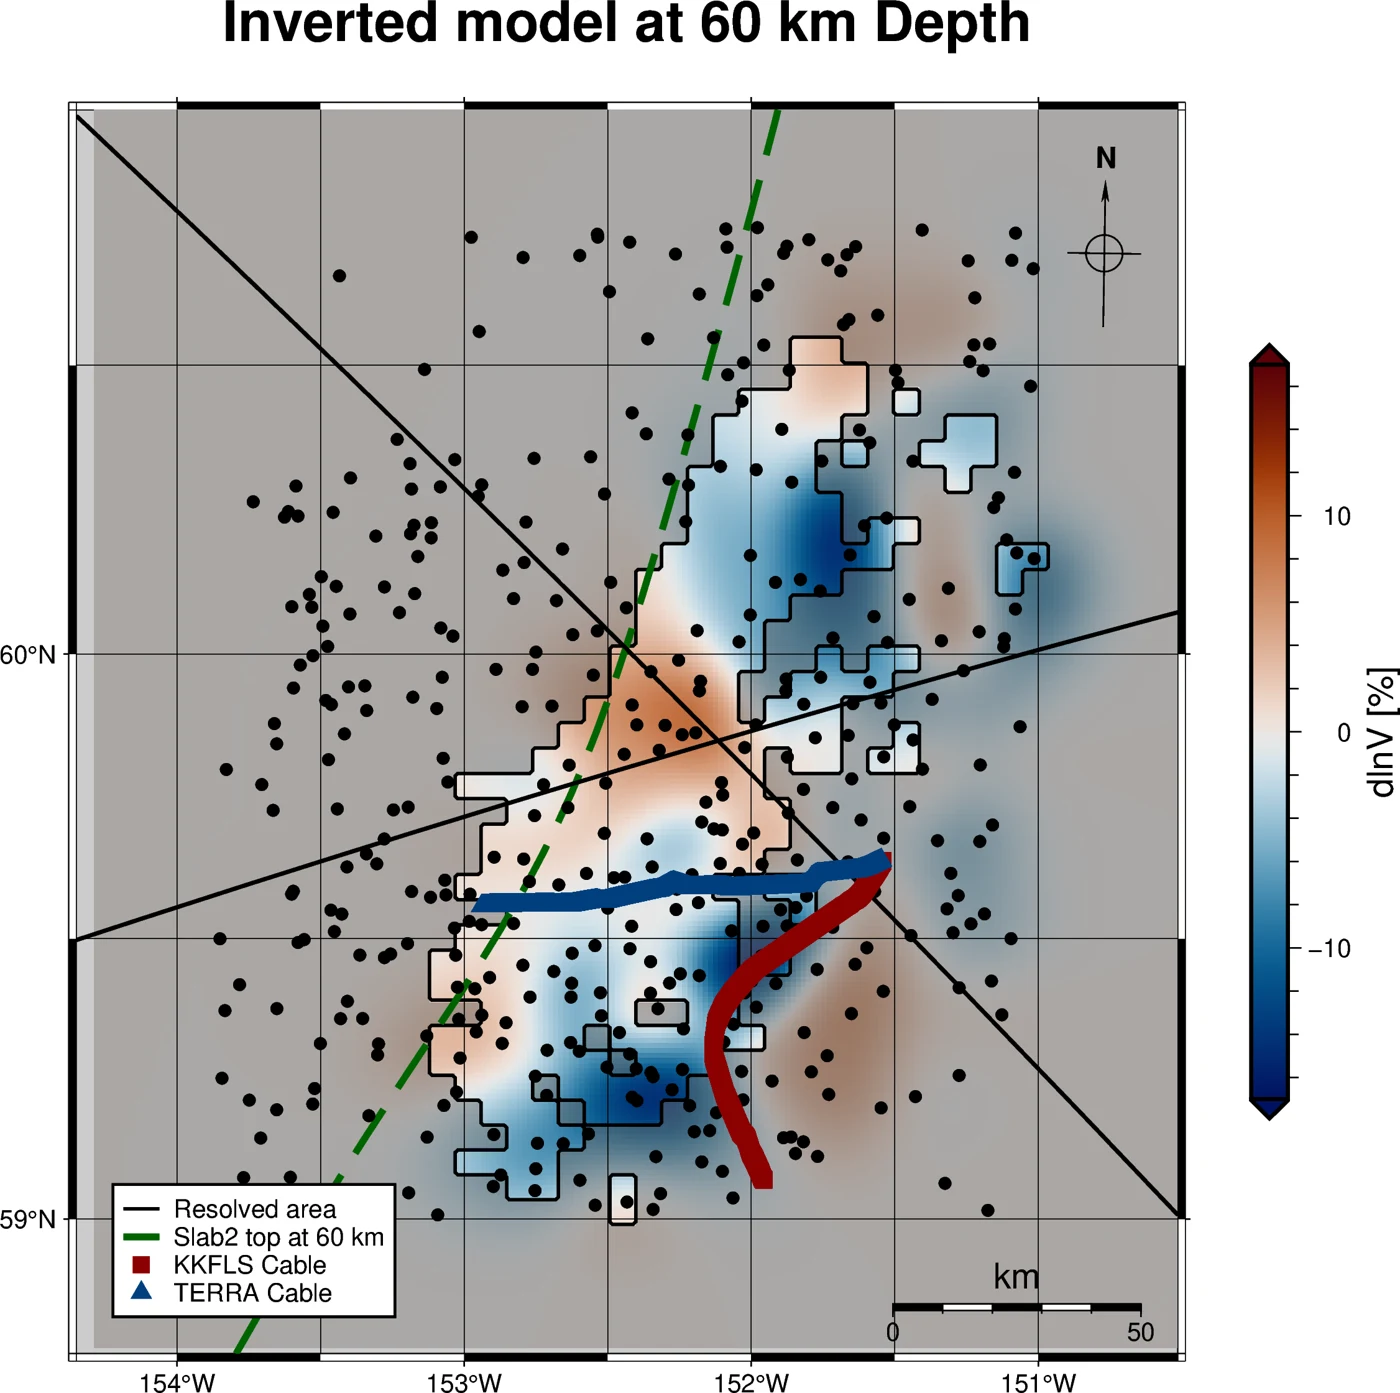 Inverted model at 60 km Depth
N
10
0
−10
dlnV [%]
60°N
59°N
Resolved area
Slab2 top at 60 km
KKFLS Cable
TERRA Cable
km
0 50
154°W 153°W 152°W 151°W